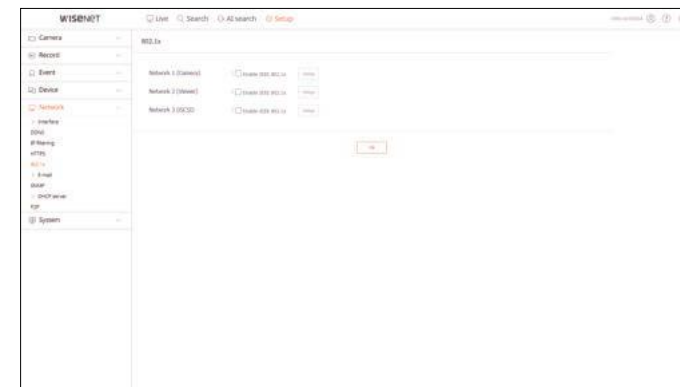 WISENET
Live Search AI search Setup
Camera
Record
Event
Device
Network
Interface
DDNS
IP filtering
HTTPS
802.1x
E-mail
SNMP
DHCP server
P2P
System
802.1x
Network 1 (Camera) : Enable IEEE 802.1x
Network 2 (Viewer) : Enable IEEE 802.1x
Network 3 (iSCSI) : Enable IEEE 802.1x